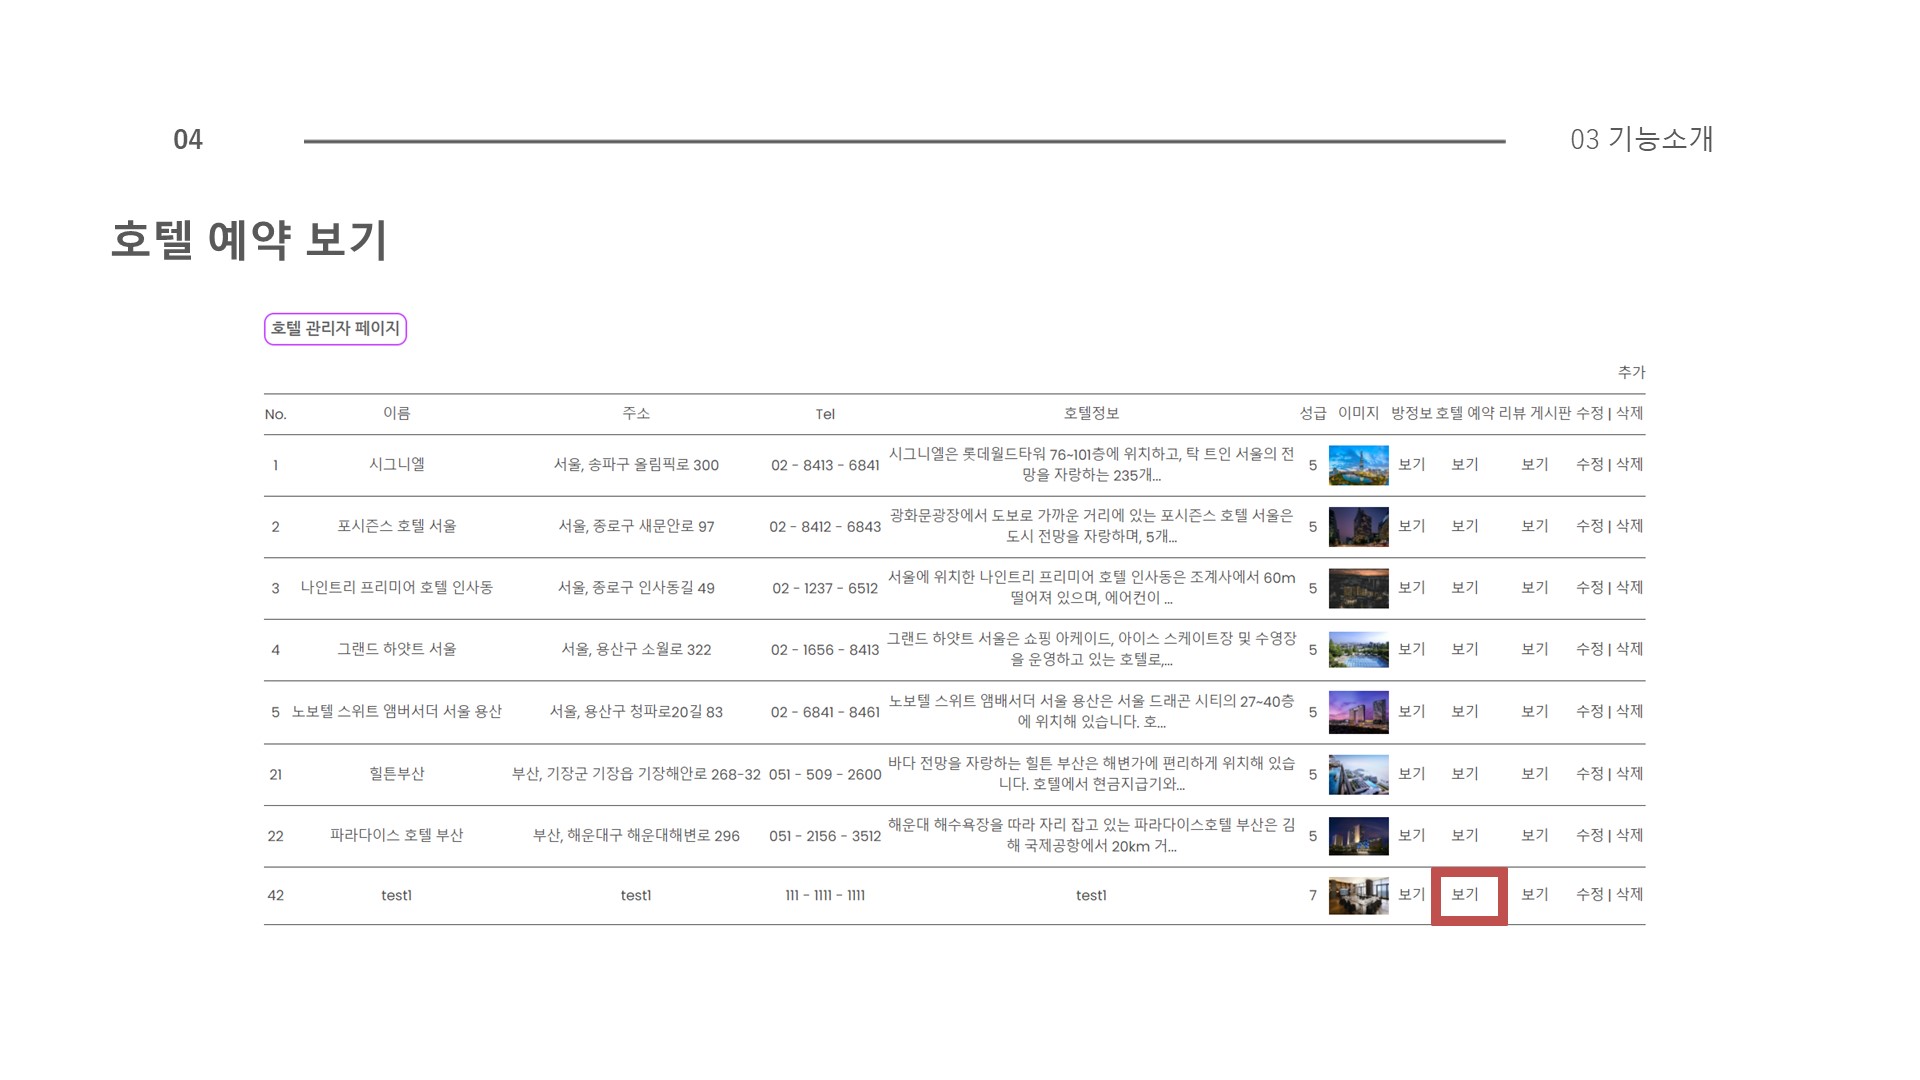 04
03 기능소개
호텔 예약 보기
호텔 관리자 페이지
추가
No. 이름 주소 Tel 호텔정보 성급 이미지 방정보 호텔 예약 리뷰 게시판 수정 | 삭제
1 시그니엘 서울, 송파구 올림픽로 300 02 - 8413 - 6841 시그니엘은 롯데월드타워 76~101층에 위치하고, 탁 트인 서울의 전
망을 자랑하는 235개... 5 보기 보기 보기 수정 | 삭제
2 포시즌스 호텔 서울 서울, 종로구 새문안로 97 02 - 8412 - 6843 광화문광장에서 도보로 가까운 거리에 있는 포시즌스 호텔 서울은
도시 전망을 자랑하며, 5개... 5 보기 보기 보기 수정 | 삭제
3 나인트리 프리미어 호텔 인사동 서울, 종로구 인사동길 49 02 - 1237 - 6512 서울에 위치한 나인트리 프리미어 호텔 인사동은 조계사에서 60m
떨어져 있으며, 에어컨이 ... 5 보기 보기 보기 수정 | 삭제
4 그랜드 하얏트 서울 서울, 용산구 소월로 322 02 - 1656 - 8413 그랜드 하얏트 서울은 쇼핑 아케이드, 아이스 스케이트장 및 수영장
을 운영하고 있는 호텔로,... 5 보기 보기 보기 수정 | 삭제
5 노보텔 스위트 앰버서더 서울 용산 서울, 용산구 청파로20길 83 02 - 6841 - 8461 노보텔 스위트 앰배서더 서울 용산은 서울 드래곤 시티의 27~40층
에 위치해 있습니다. 호... 5 보기 보기 보기 수정 | 삭제
21 힐튼부산 부산, 기장군 기장읍 기장해안로 268-32 051 - 509 - 2600 바다 전망을 자랑하는 힐튼 부산은 해변가에 편리하게 위치해 있습
니다. 호텔에서 현금지급기와... 5 보기 보기 보기 수정 | 삭제
22 파라다이스 호텔 부산 부산, 해운대구 해운대해변로 296 051 - 2156 - 3512 해운대 해수욕장을 따라 자리 잡고 있는 파라다이스호텔 부산은 김
해 국제공항에서 20km 거... 5 보기 보기 보기 수정 | 삭제
42 test1 test1 111 - 1111 - 1111 test1 7 보기 보기 보기 수정 | 삭제